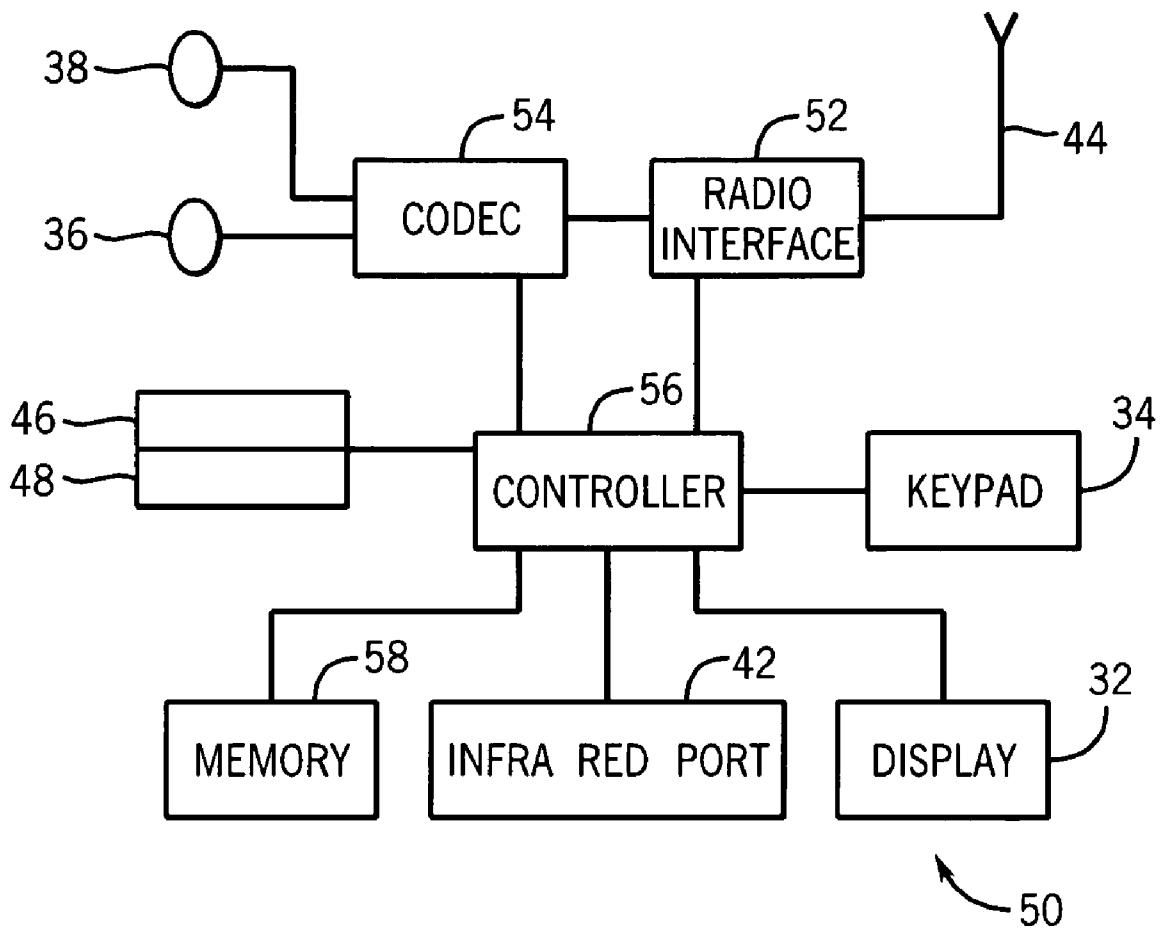 38
54
52
44
CODEC
RADIO
INTERFACE
36
46
48
56
34
CONTROLLER
KEYPAD
58
42
32
MEMORY
INFRA RED PORT
DISPLAY
50